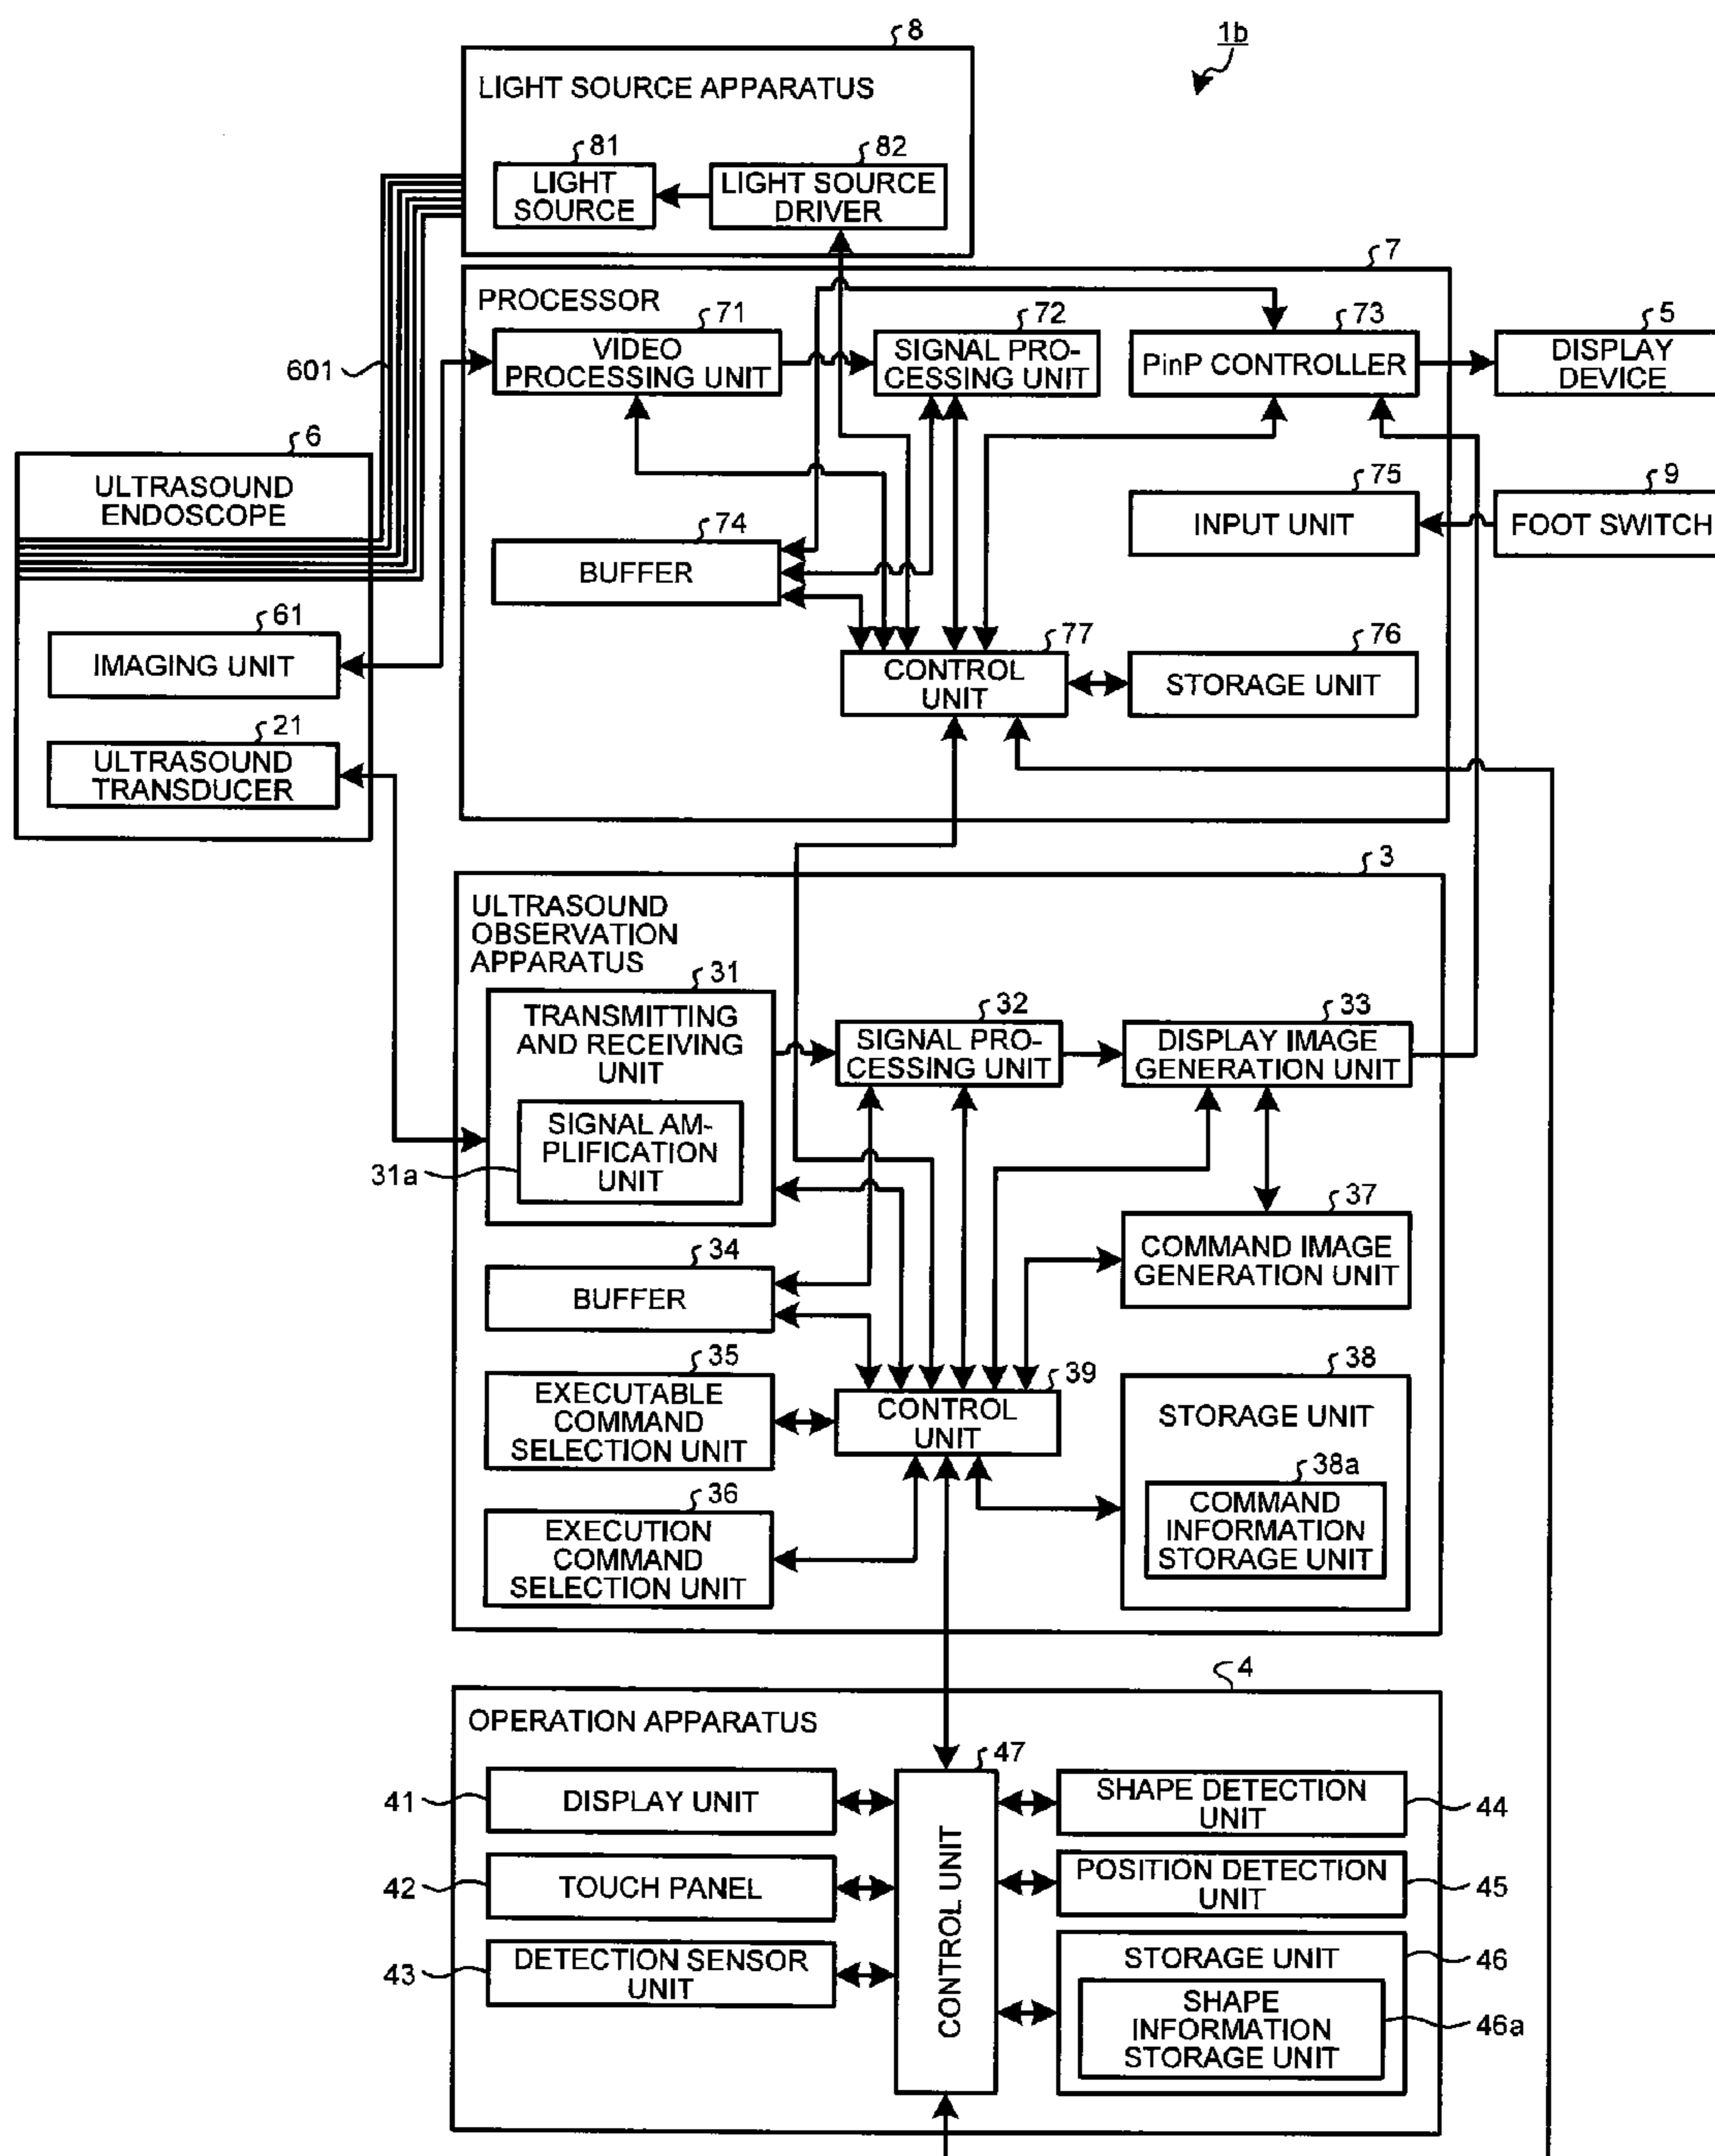 1b
8
LIGHT SOURCE APPARATUS
81
LIGHT
SOURCE
82
LIGHT SOURCE
DRIVER
7
PROCESSOR
71
VIDEO
PROCESSING UNIT
72
SIGNAL PRO-
CESSING UNIT
73
PinP CONTROLLER
5
DISPLAY
DEVICE
601
6
ULTRASOUND
ENDOSCOPE
75
INPUT UNIT
9
FOOT SWITCH
74
BUFFER
61
IMAGING UNIT
77
CONTROL
UNIT
76
STORAGE UNIT
21
ULTRASOUND
TRANSDUCER
3
ULTRASOUND
OBSERVATION
APPARATUS
31
TRANSMITTING
AND RECEIVING
UNIT
SIGNAL AM-
PLIFICATION
UNIT
31a
32
SIGNAL PRO-
CESSING UNIT
33
DISPLAY IMAGE
GENERATION UNIT
37
COMMAND IMAGE
GENERATION UNIT
34
BUFFER
35
EXECUTABLE
COMMAND
SELECTION UNIT
39
CONTROL
UNIT
38
STORAGE UNIT
38a
COMMAND
INFORMATION
STORAGE UNIT
36
EXECUTION
COMMAND
SELECTION UNIT
4
OPERATION APPARATUS
47
CONTROL UNIT
41
DISPLAY UNIT
SHAPE DETECTION
UNIT
44
42
TOUCH PANEL
POSITION DETECTION
UNIT
45
43
DETECTION SENSOR
UNIT
STORAGE UNIT
46
SHAPE
INFORMATION
STORAGE UNIT
46a